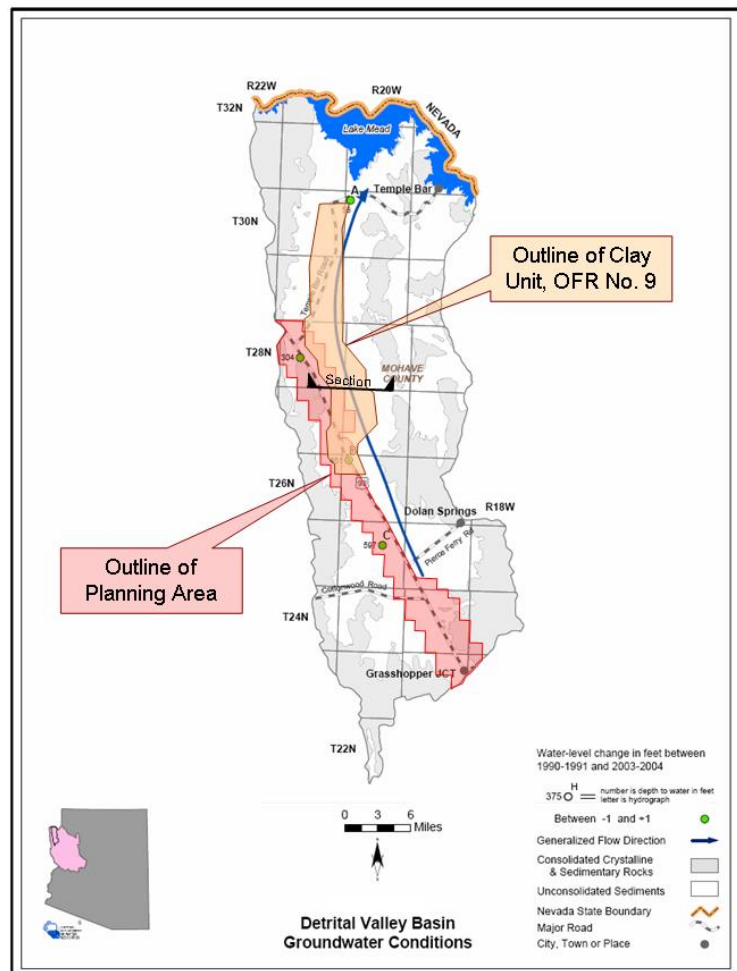 R22W
R20W
T32N
NEVADA
Lake Mead
A
Temple Bar
T30N
Outline of Clay
Unit, OFR No. 9
Temple Bar Road
T28N
304
MOHAVE
COUNTY
Section
B
T26N
93
Dolan Springs
R18W
C
597
Pierce Ferry Rd
Outline of
Planning Area
Cottonwood Road
T24N
Grasshopper JCT
T22N
Water-level change in feet between
1990-1991 and 2003-2004
375 H number is depth to water in feet
letter is hydrograph
Between -1 and +1
Generalized Flow Direction
Consolidated Crystalline
& Sedimentary Rocks
Unconsolidated Sediments
Nevada State Boundary
Major Road
City, Town or Place
0 3 6
Miles
Detrital Valley Basin
Groundwater Conditions